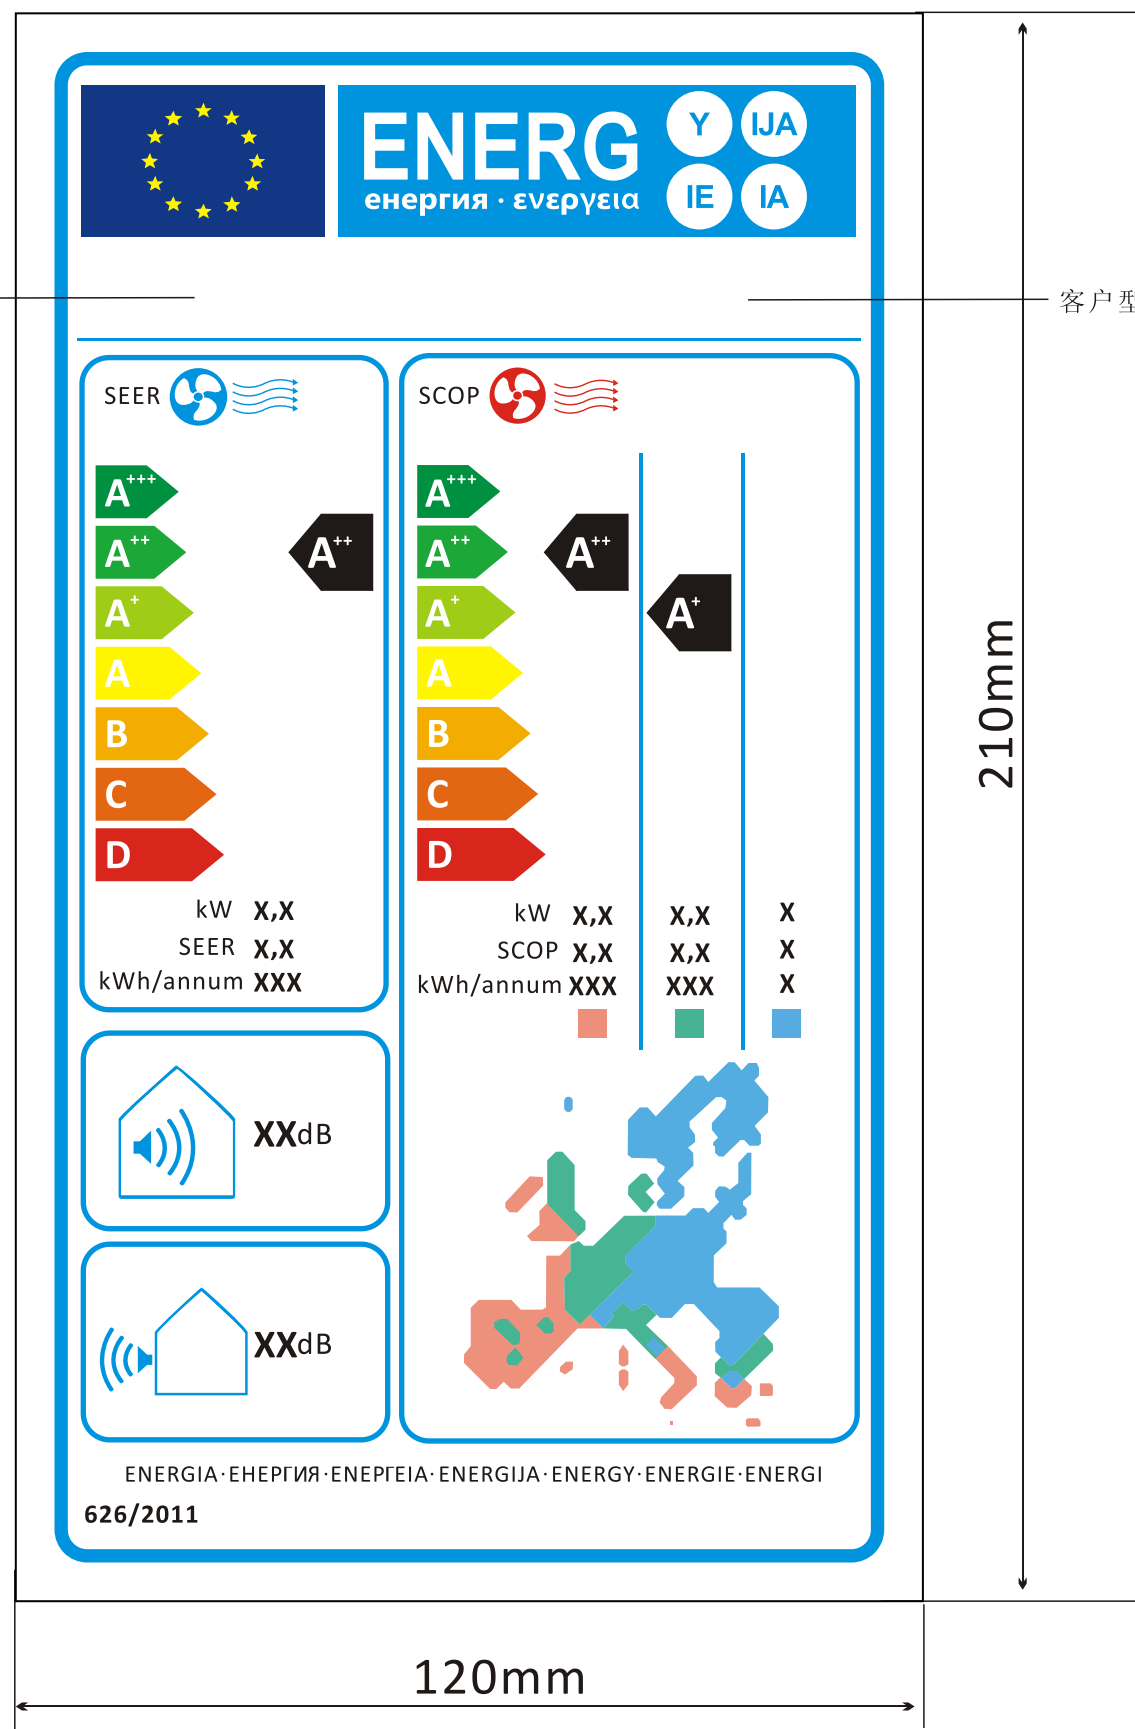 ENERG Y IJA
енергия · ενεργεια IE IA
客户型
SEER
A+++
A++
A+
A
B
C
D
A++
kW X,X
SEER X,X
kWh/annum XXX
SCOP
A+++
A++
A+
A
B
C
D
A++
A+
kW X,X X,X X
SCOP X,X X,X X
kWh/annum XXX XXX X
XXdB
XXdB
ENERGIA·ЕНЕРГИЯ·ΕΝΕΡΓΕΙΑ·ENERGIJA·ENERGY·ENERGIE·ENERGI
626/2011
210mm
120mm